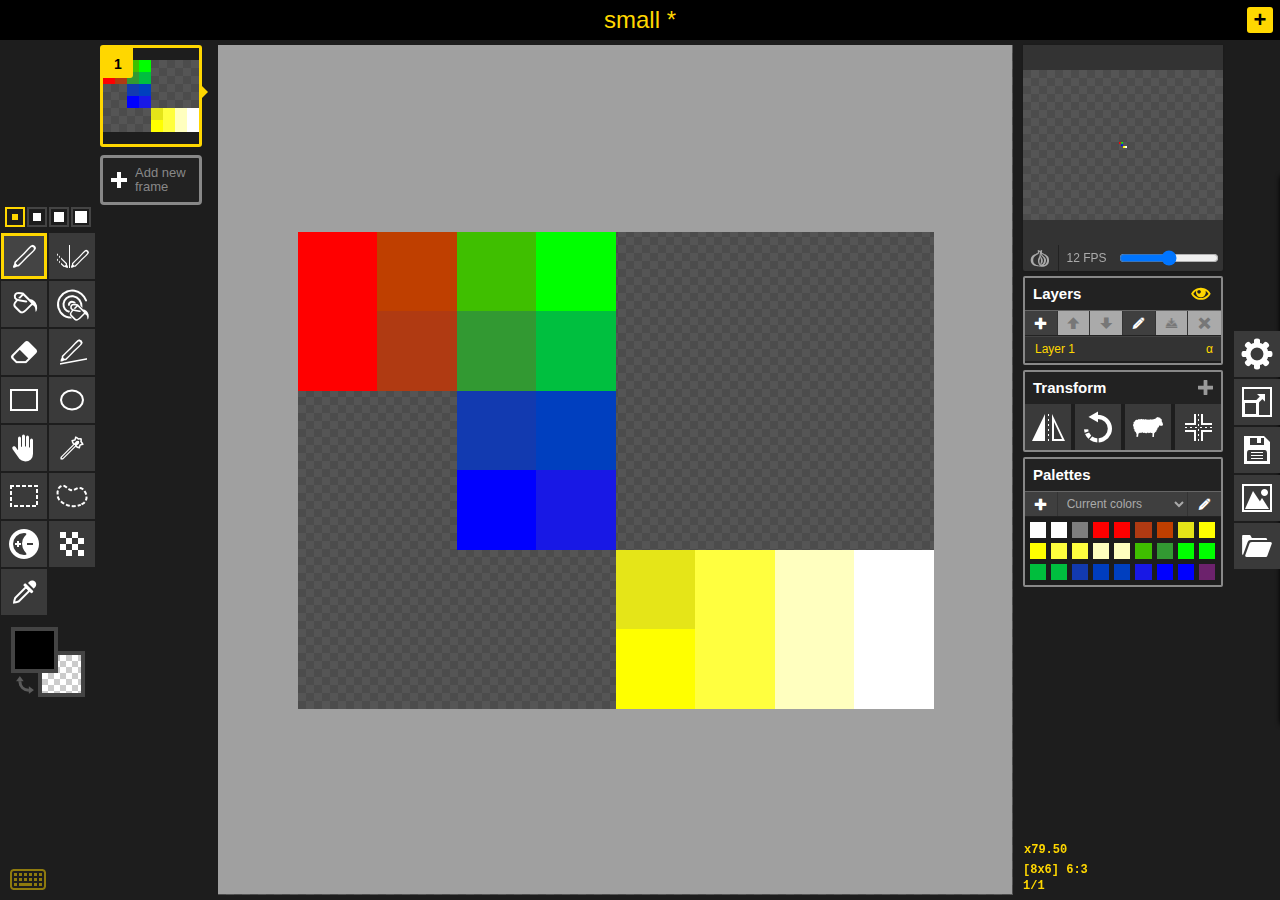 small *
1
Add new
frame
12 FPS
Layers
Layer 1
α
Transform
Palettes
Current colors
x79.50
[8x6] 6:3
1/1